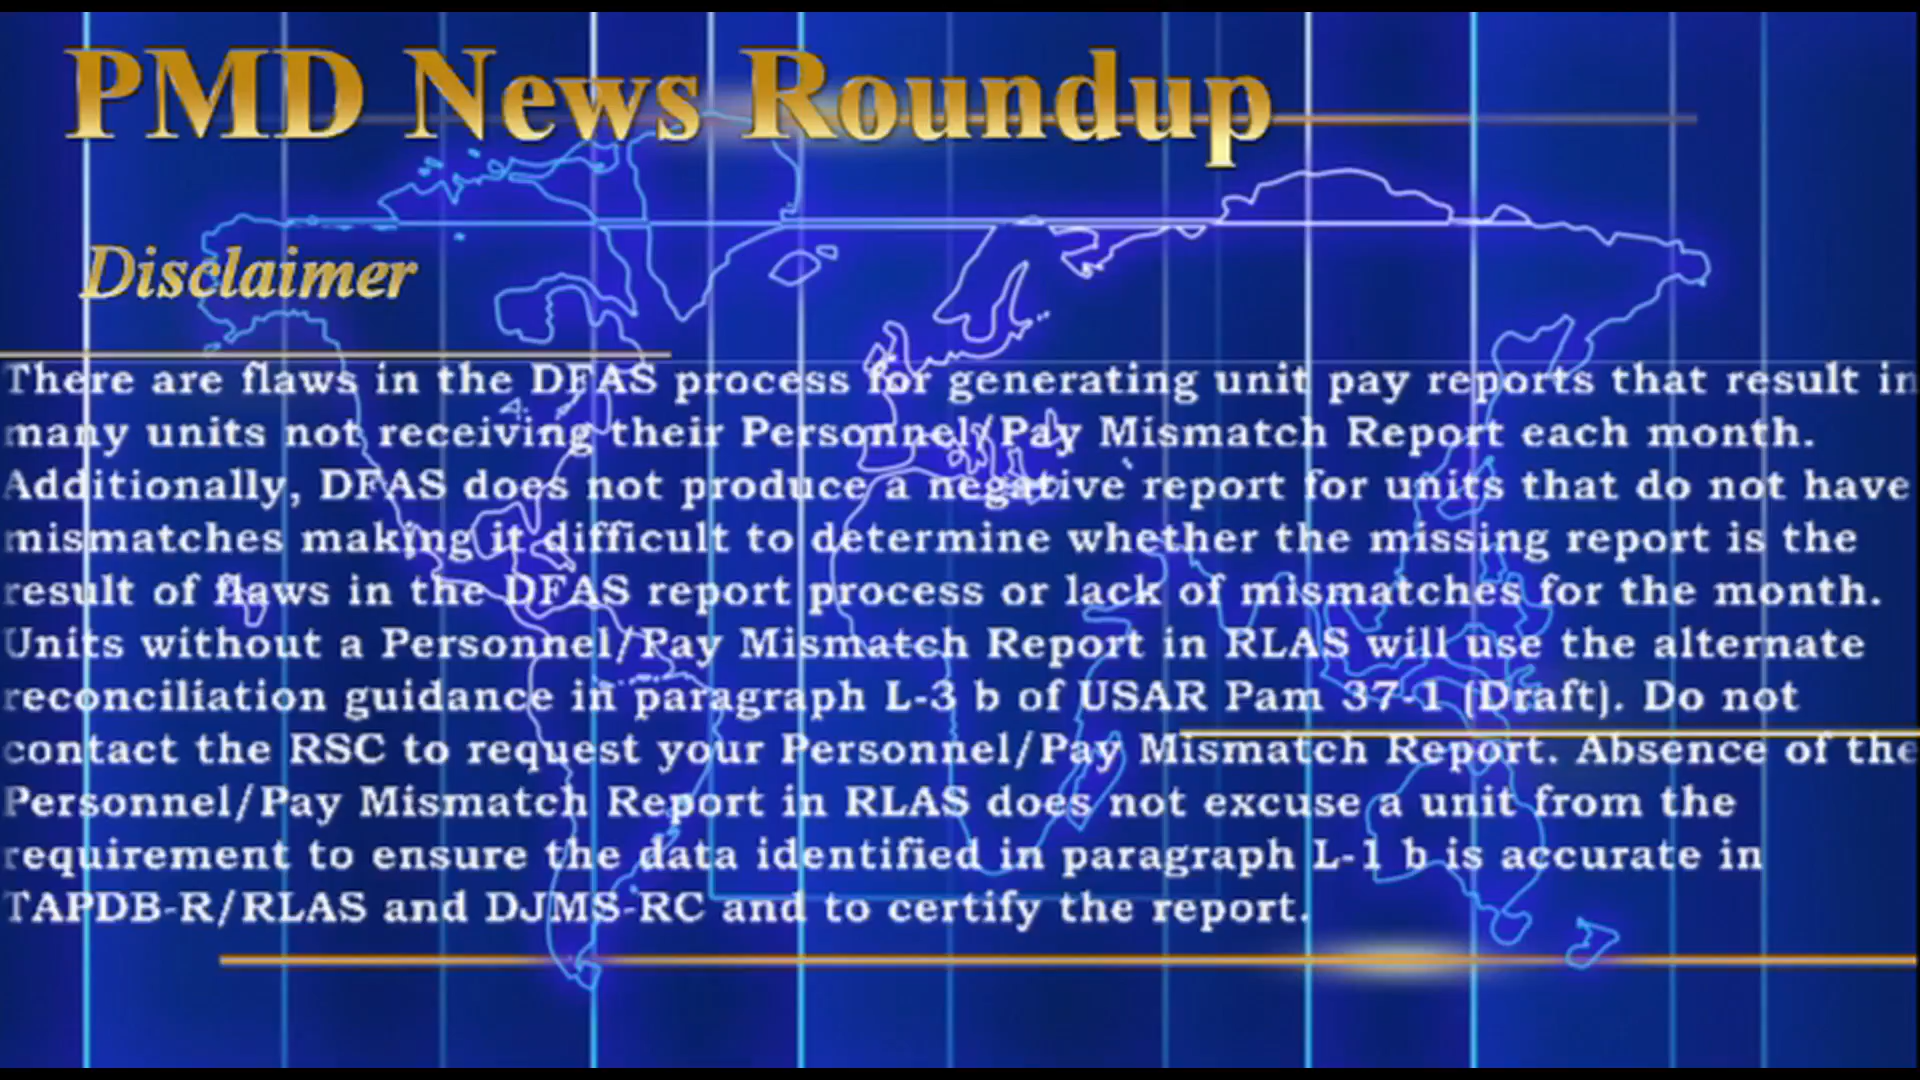 PMD News Roundup
Disclaimer
There are flaws in the DFAS process for generating unit pay reports that result in
many units not receiving their Personnel/Pay Mismatch Report each month.
Additionally, DFAS does not produce a negative report for units that do not have
mismatches making it difficult to determine whether the missing report is the
result of flaws in the DFAS report process or lack of mismatches for the month.
Units without a Personnel/Pay Mismatch Report in RLAS will use the alternate
reconciliation guidance in paragraph L-3 b of USAR Pam 37-1 (Draft). Do not
contact the RSC to request your Personnel/Pay Mismatch Report. Absence of the
Personnel/Pay Mismatch Report in RLAS does not excuse a unit from the
requirement to ensure the data identified in paragraph L-1 b is accurate in
TAPDB-R/RLAS and DJMS-RC and to certify the report.